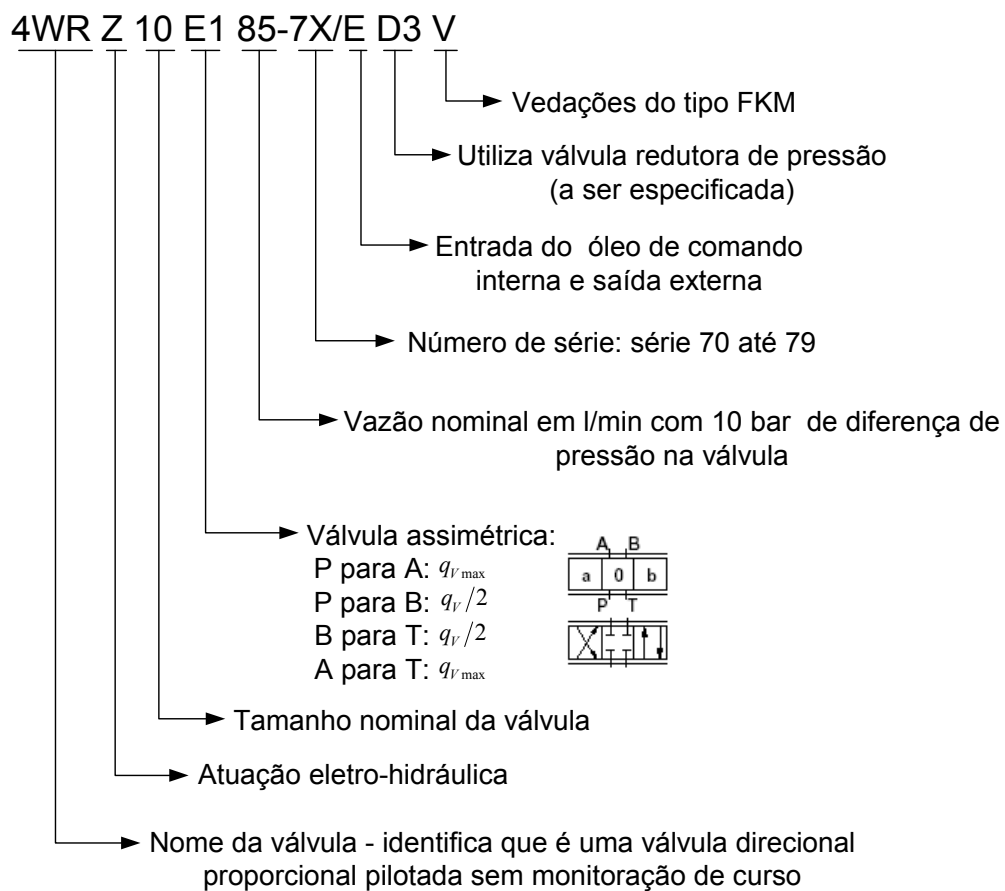 4WR Z 10 E1 85-7X/E D3 V
Vedações do tipo FKM
Utiliza válvula redutora de pressão
(a ser especificada)
Entrada do óleo de comando
interna e saída externa
Número de série: série 70 até 79
Vazão nominal em l/min com 10 bar de diferença de
pressão na válvula
Válvula assimétrica:
P para A: qVmax
P para B: qV/2
B para T: qV/2
A para T: qVmax
A B
a 0 b
P T
Tamanho nominal da válvula
Atuação eletro-hidráulica
Nome da válvula - identifica que é uma válvula direcional
proporcional pilotada sem monitoração de curso